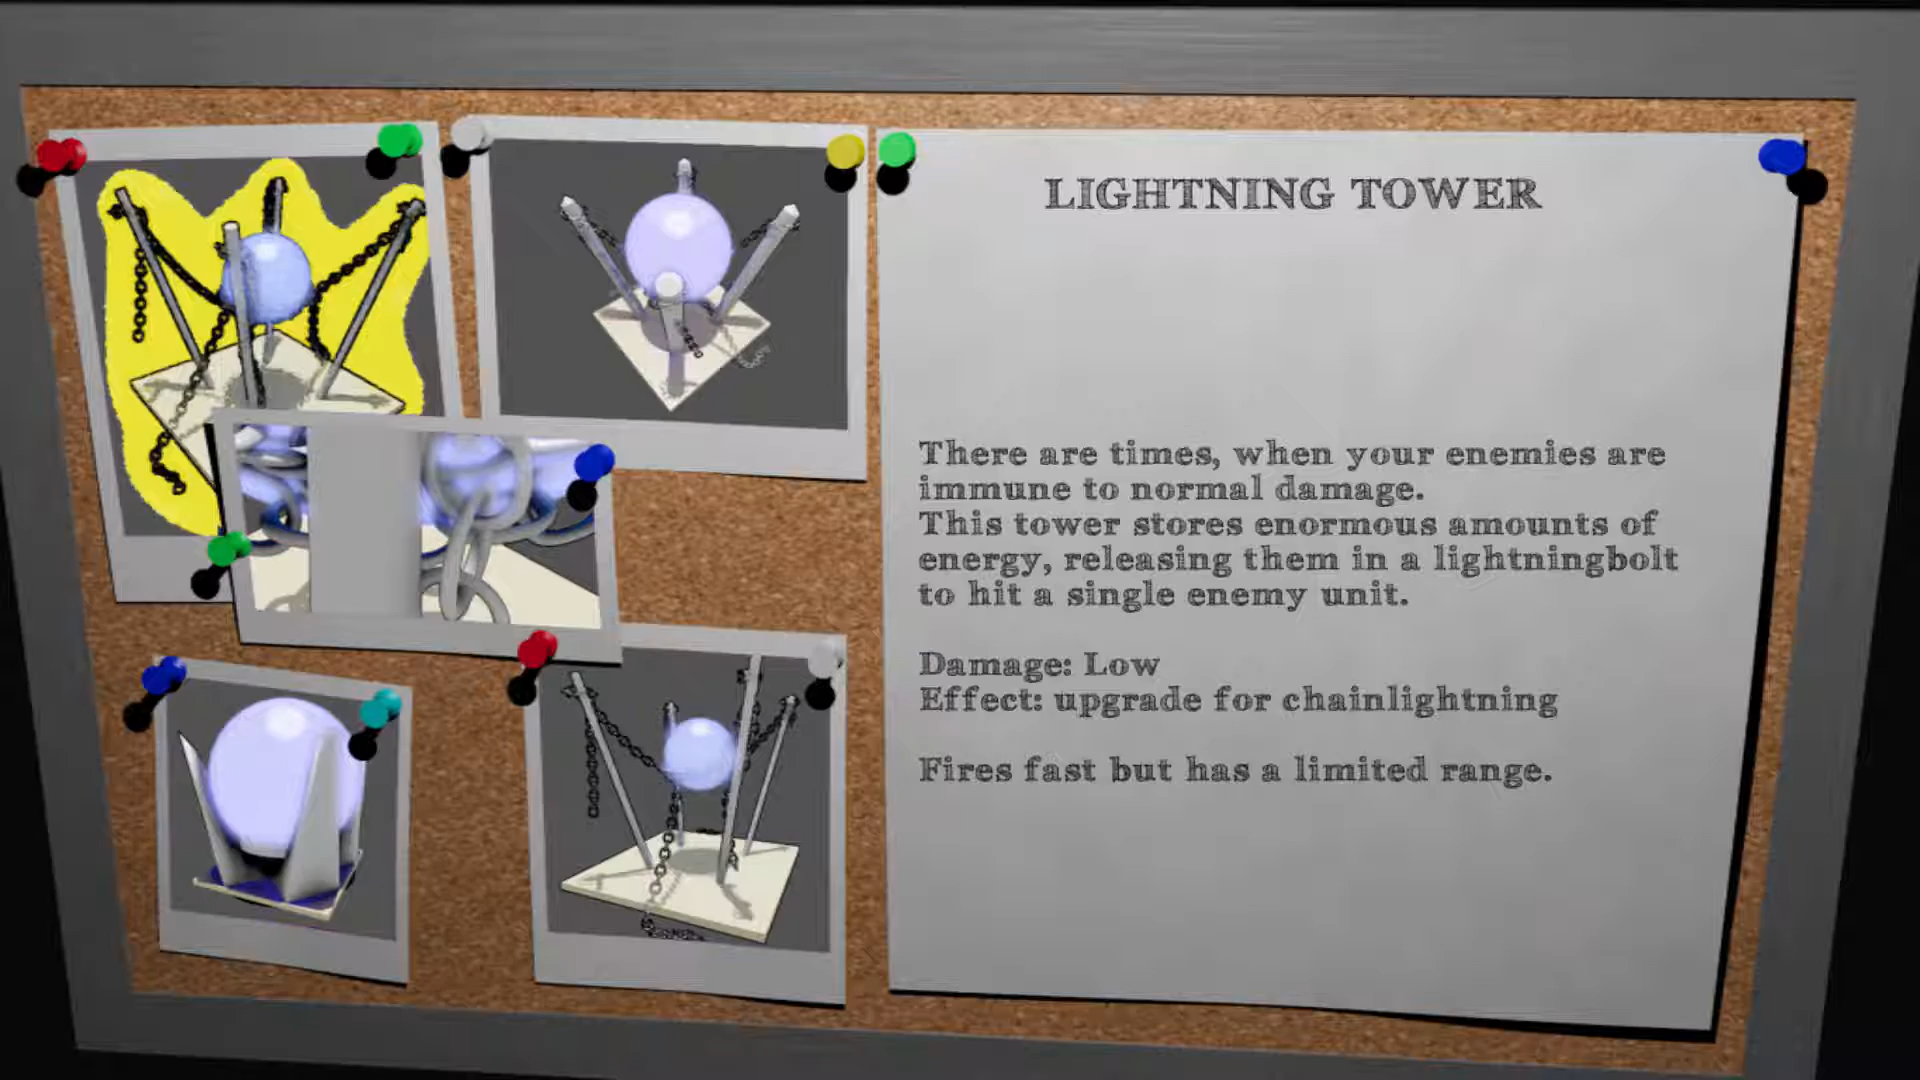 LIGHTNING TOWER
There are times, when your enemies are
immune to normal damage.
This tower stores enormous amounts of
energy, releasing them in a lightningbolt
to hit a single enemy unit.
Damage: Low
Effect: upgrade for chainlightning
Fires fast but has a limited range.